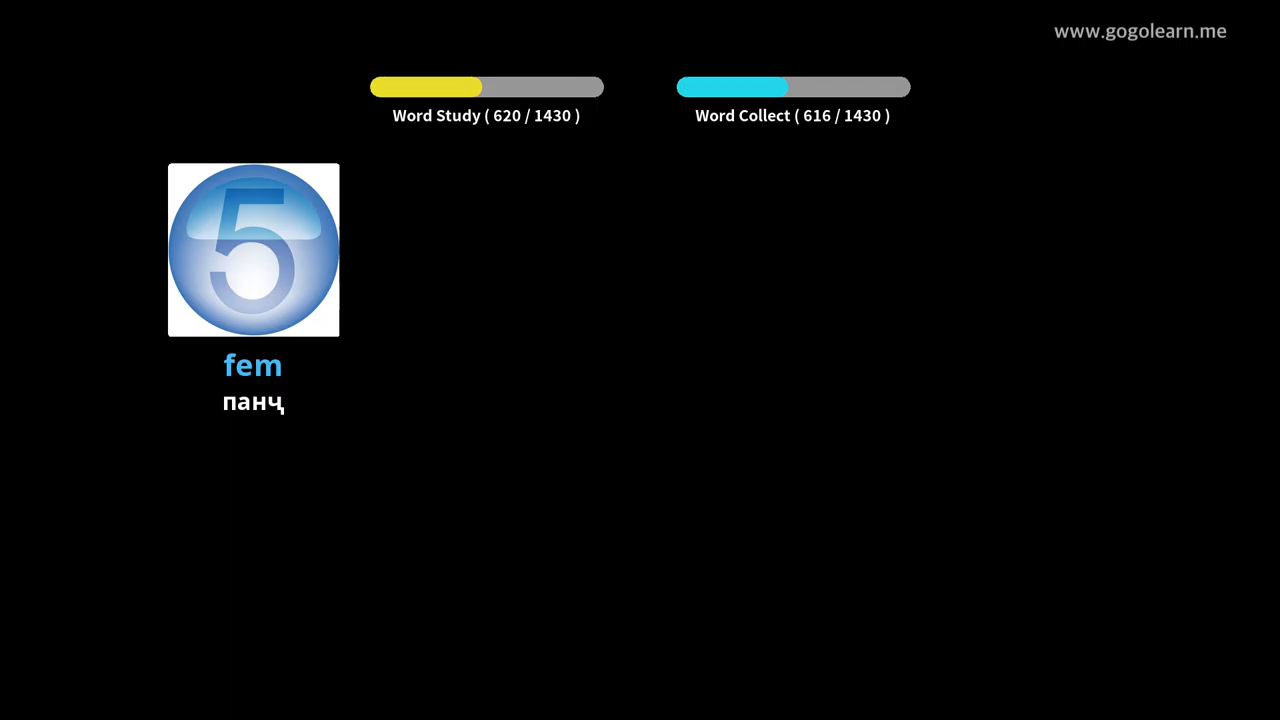 www.gogolearn.me
Word Study ( 620 / 1430 )
Word Collect ( 616 / 1430 )
5
fem
панҷ